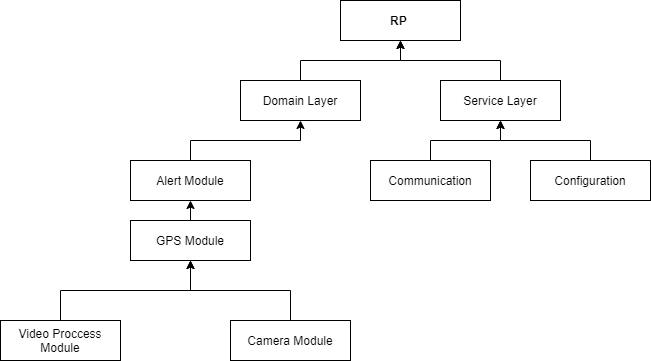 RP
Domain Layer
Service Layer
Alert Module
Communication
Configuration
GPS Module
Video Proccess
Module
Camera Module